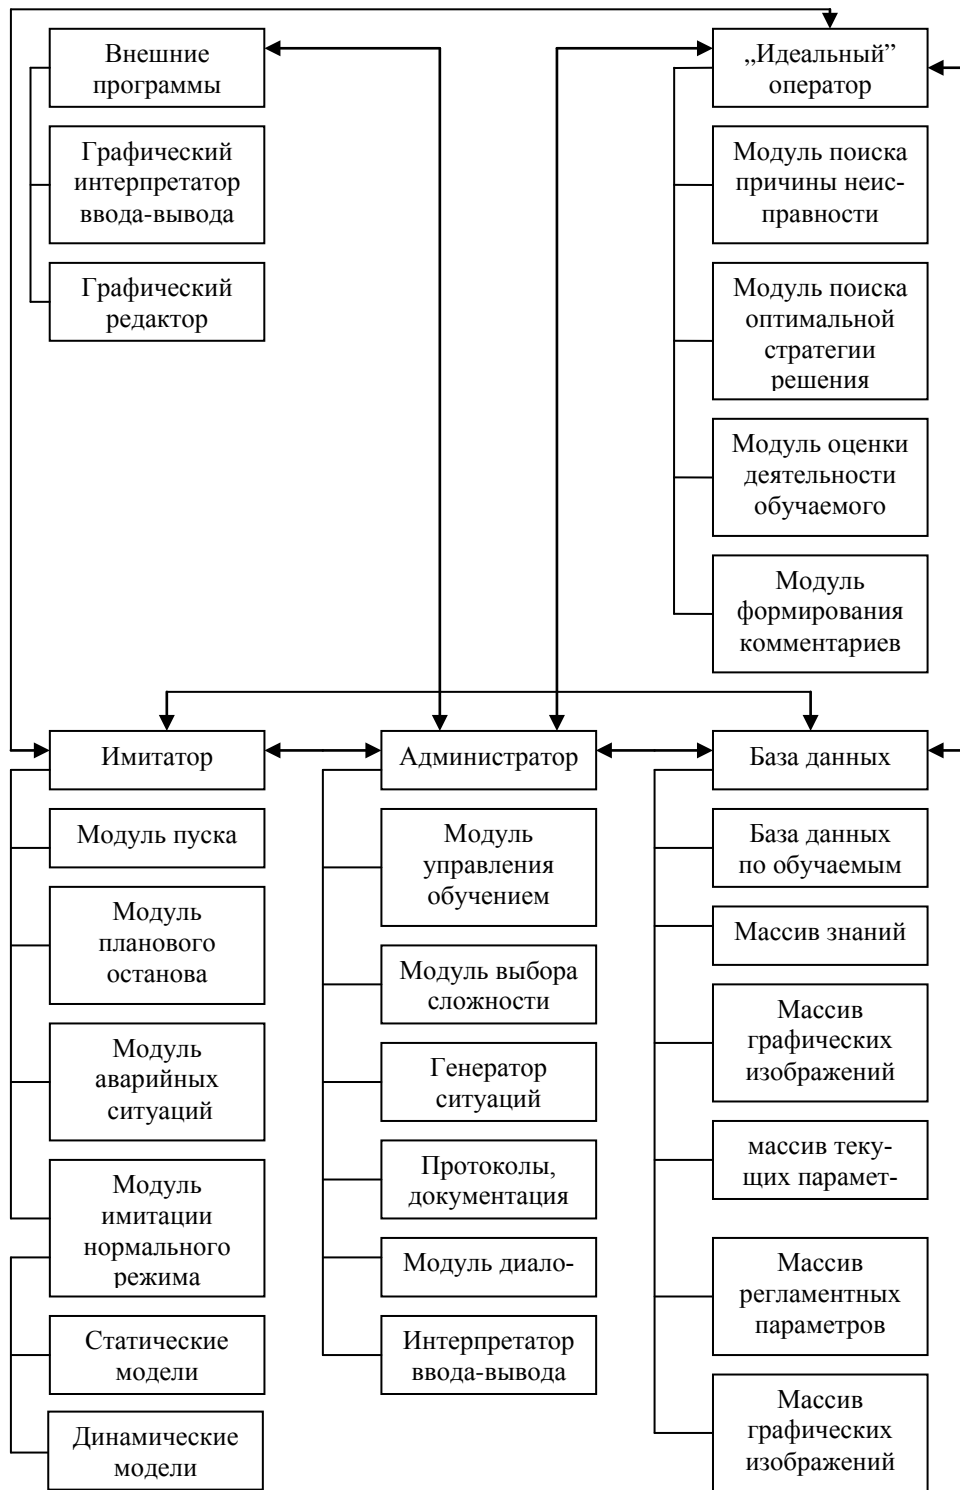 Внешние
программы
Графический
интерпретатор
ввода-вывода
Графический
редактор
„Идеальный”
оператор
Модуль поиска
причины неис-
правности
Модуль поиска
оптимальной
стратегии
решения
Модуль оценки
деятельности
обучаемого
Модуль
формирования
комментариев
Имитатор
Модуль пуска
Модуль
планового
останова
Модуль
аварийных
ситуаций
Модуль
имитации
нормального
режима
Статические
модели
Динамические
модели
Администратор
Модуль
управления
обучением
Модуль выбора
сложности
Генератор
ситуаций
Протоколы,
документация
Модуль диало-
Интерпретатор
ввода-вывода
База данных
База данных
по обучаемым
Массив знаний
Массив
графических
изображений
массив теку-
щих парамет-
Массив
регламентных
параметров
Массив
графических
изображений